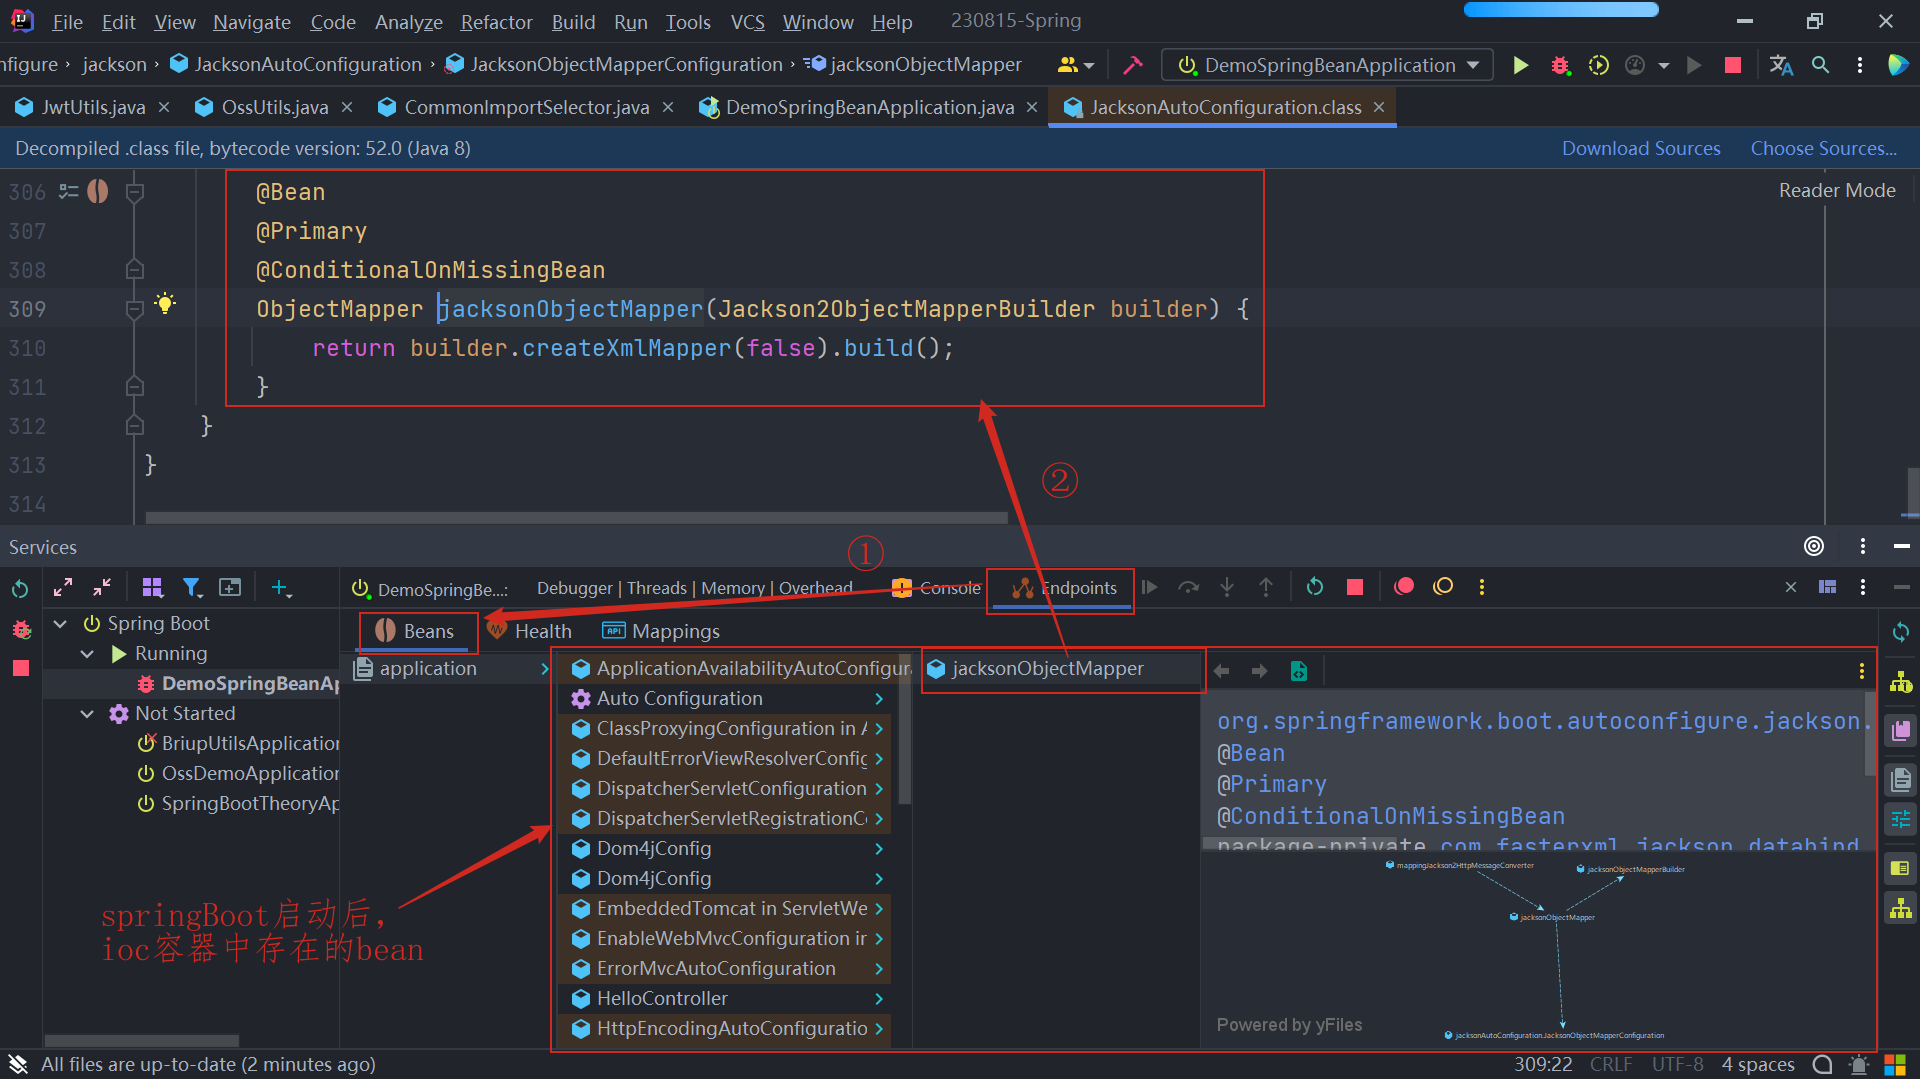 File Edit View Navigate Code Analyze Refactor Build Run Tools VCS Window Help 230815-Spring
nfigure › jackson › JacksonAutoConfiguration › JacksonObjectMapperConfiguration › jacksonObjectMapper DemoSpringBeanApplication
JwtUtils.java OssUtils.java CommonImportSelector.java DemoSpringBeanApplication.java JacksonAutoConfiguration.class
Decompiled .class file, bytecode version: 52.0 (Java 8) Download Sources Choose Sources...
Reader Mode
306 @Bean
307 @Primary
308 @ConditionalOnMissingBean
309 ObjectMapper jacksonObjectMapper(Jackson2ObjectMapperBuilder builder) {
310 return builder.createXmlMapper(false).build();
311 }
312 }
313 }
314
②
Services
①
DemoSpringBe...: Debugger | Threads | Memory | Overhead Console Endpoints
Beans Health API Mappings
Spring Boot
Running
DemoSpringBeanAp
Not Started
BriupUtilsApplication
OssDemoApplication
SpringBootTheoryAp
application
ApplicationAvailabilityAutoConfigura
Auto Configuration
ClassProxyingConfiguration in A
DefaultErrorViewResolverConfig
DispatcherServletConfiguration
DispatcherServletRegistrationCo
Dom4jConfig
Dom4jConfig
EmbeddedTomcat in ServletWe
EnableWebMvcConfiguration in
ErrorMvcAutoConfiguration
HelloController
HttpEncodingAutoConfiguratio
jacksonObjectMapper
org.springframework.boot.autoconfigure.jackson.
@Bean
@Primary
@ConditionalOnMissingBean
package-private com.fasterxml.jackson.databind
mappingJackson2HttpMessageConverter
jacksonObjectMapperBuilder
jacksonObjectMapper
jacksonAutoConfiguration.JacksonObjectMapperConfiguration
Powered by yFiles
springBoot启动后,
ioc容器中存在的bean
All files are up-to-date (2 minutes ago) 309:22 CRLF UTF-8 4 spaces